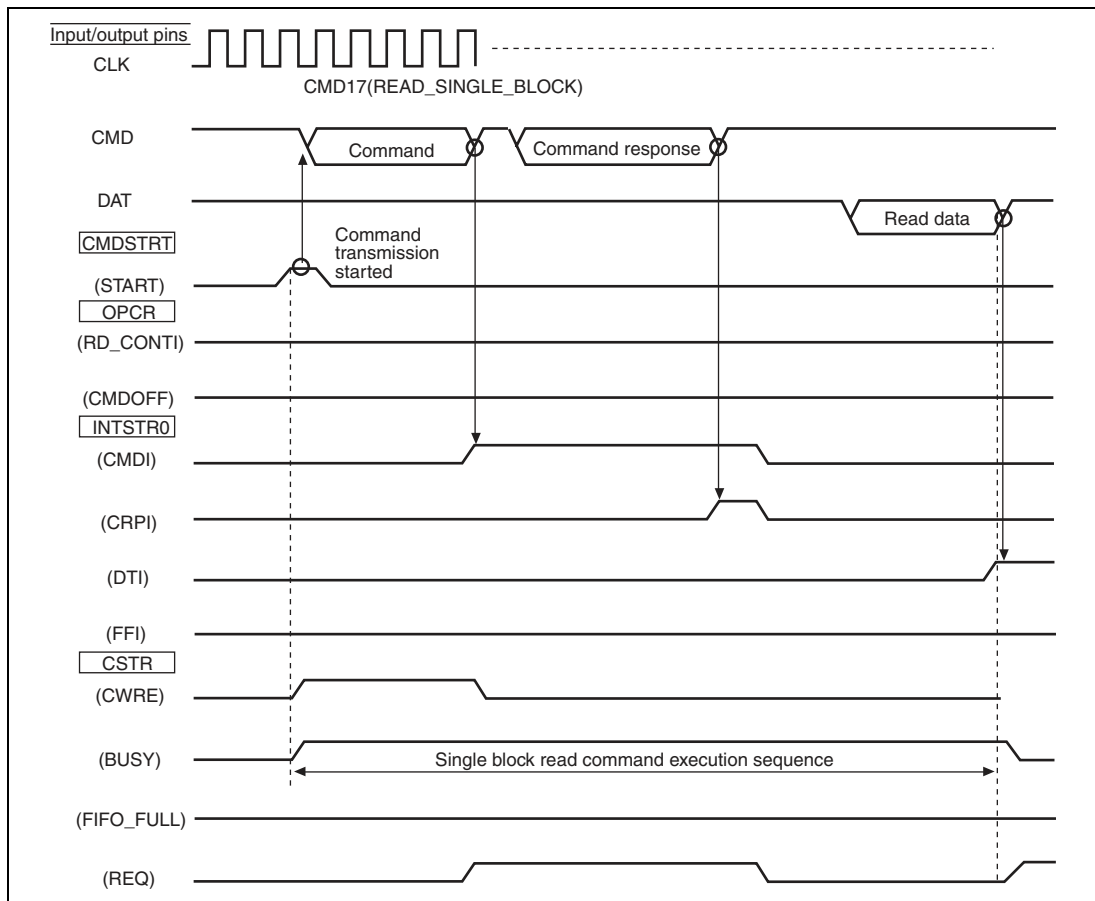 Input/output pins
CLK
CMD17(READ_SINGLE_BLOCK)
CMD
Command
Command response
DAT
Read data
CMDSTRT
Command
transmission
started
(START)
OPCR
(RD_CONTI)
(CMDOFF)
INTSTR0
(CMDI)
(CRPI)
(DTI)
(FFI)
CSTR
(CWRE)
(BUSY)
Single block read command execution sequence
(FIFO_FULL)
(REQ)